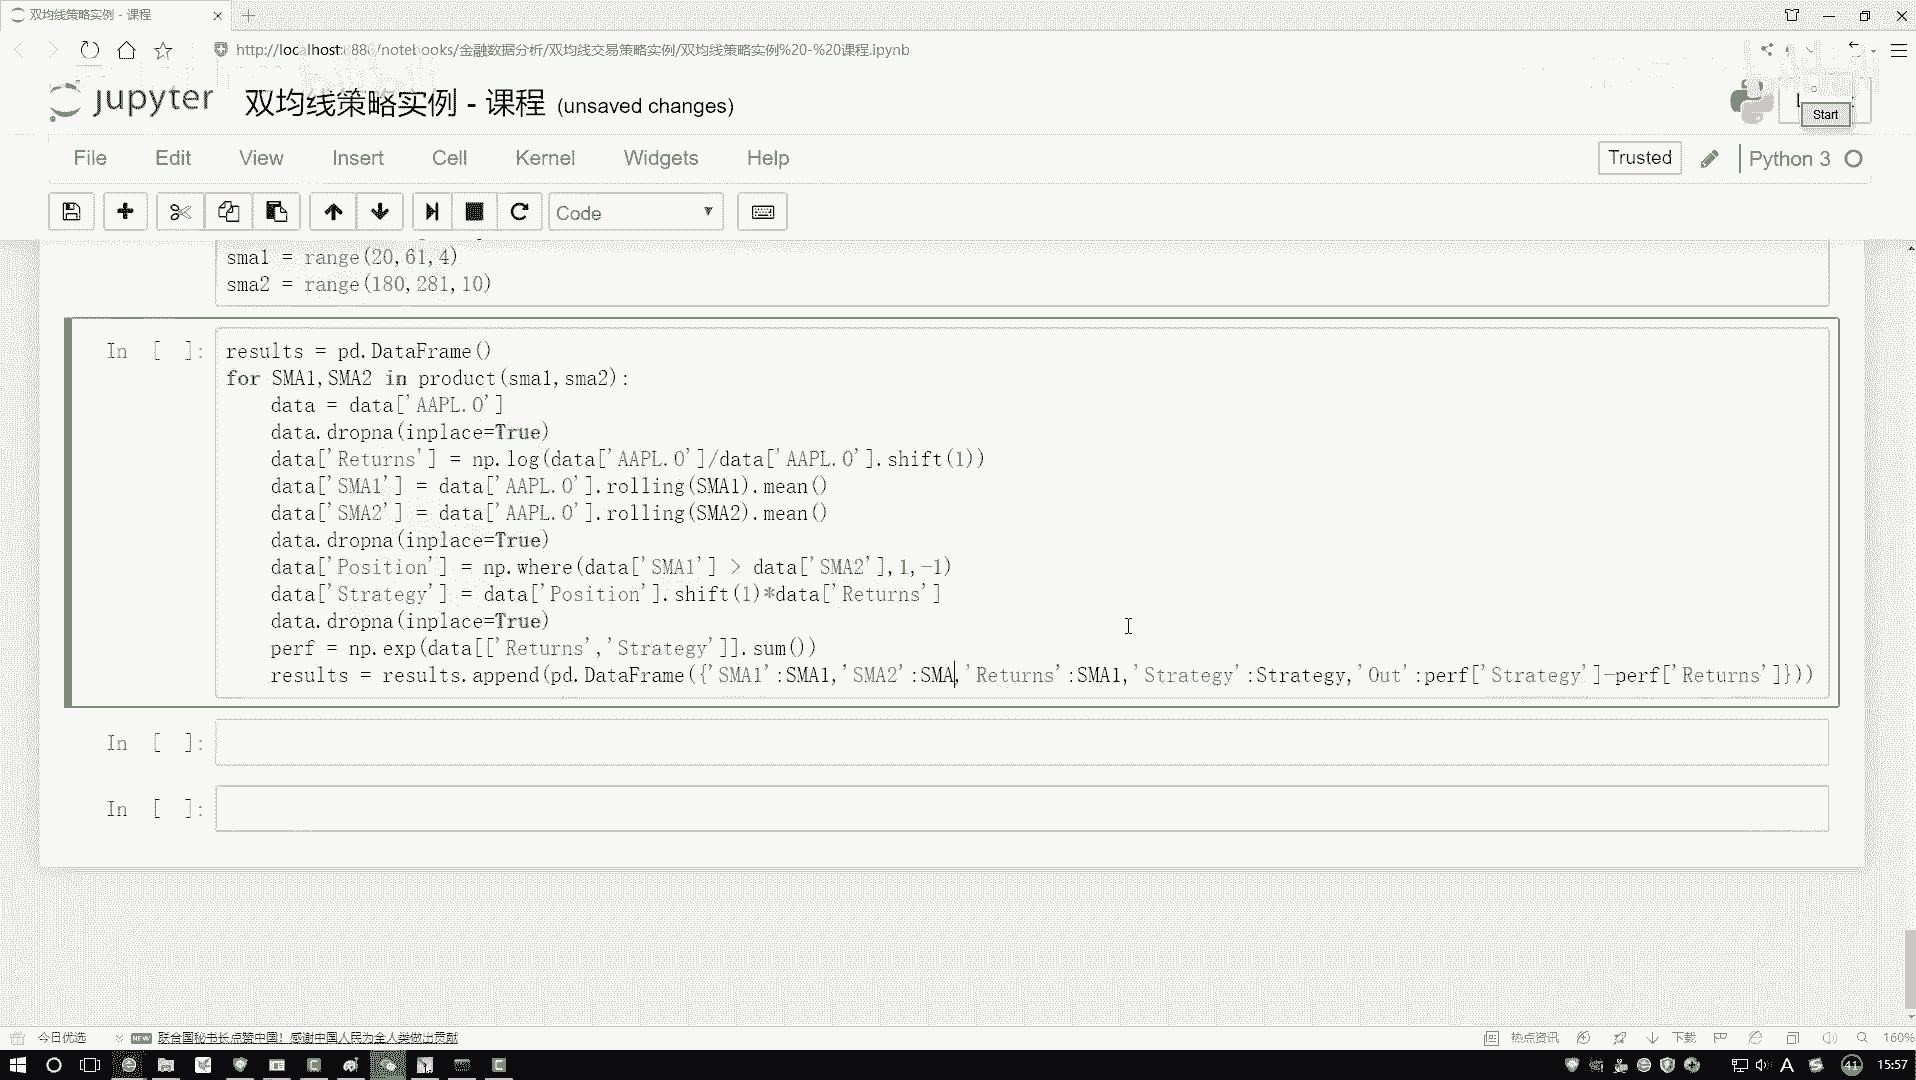 双均线策略实例 - 课程
http://localhost:888/notebooks/金融数据分析/双均线交易策略实例/双均线策略实例%20-%20课程.ipynb
jupyter 双均线策略实例 - 课程 (unsaved changes)
Start
File Edit View Insert Cell Kernel Widgets Help
Trusted Python 3
Code
sma1 = range(20,61,4)
sma2 = range(180,281,10)
In [ ]:
results = pd.DataFrame()
for SMA1,SMA2 in product(sma1,sma2):
    data = data['AAPL.O']
    data.dropna(inplace=True)
    data['Returns'] = np.log(data['AAPL.O']/data['AAPL.O'].shift(1))
    data['SMA1'] = data['AAPL.O'].rolling(SMA1).mean()
    data['SMA2'] = data['AAPL.O'].rolling(SMA2).mean()
    data.dropna(inplace=True)
    data['Position'] = np.where(data['SMA1'] > data['SMA2'],1,-1)
    data['Strategy'] = data['Position'].shift(1)*data['Returns']
    data.dropna(inplace=True)
    perf = np.exp(data[['Returns','Strategy']].sum())
    results = results.append(pd.DataFrame({'SMA1':SMA1,'SMA2':SMA,'Returns':SMA1,'Strategy':Strategy,'Out':perf['Strategy']-perf['Returns']}))
In [ ]:
In [ ]:
今日优选 NEW 联合国秘书长点赞中国！感谢中国人民为全人类做出贡献
热点资讯 下载 160%
A 41 15:57